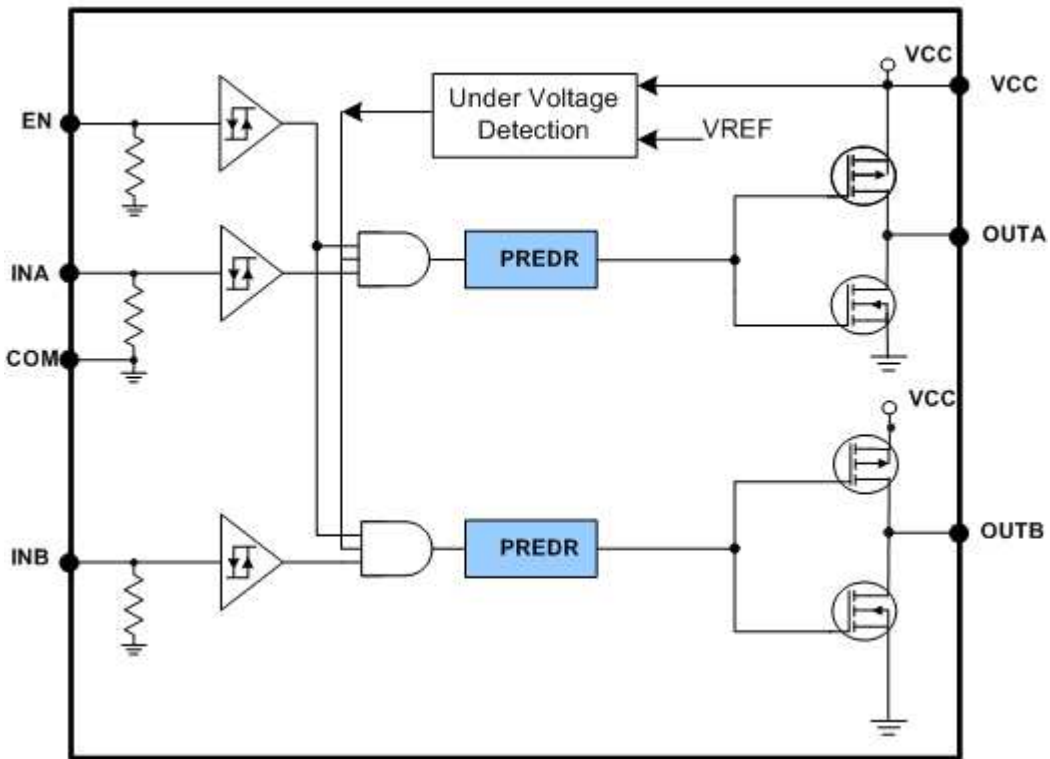 VCC
VCC
EN
Under Voltage
Detection
VREF
OUTA
INA
PREDR
COM
VCC
OUTB
INB
PREDR